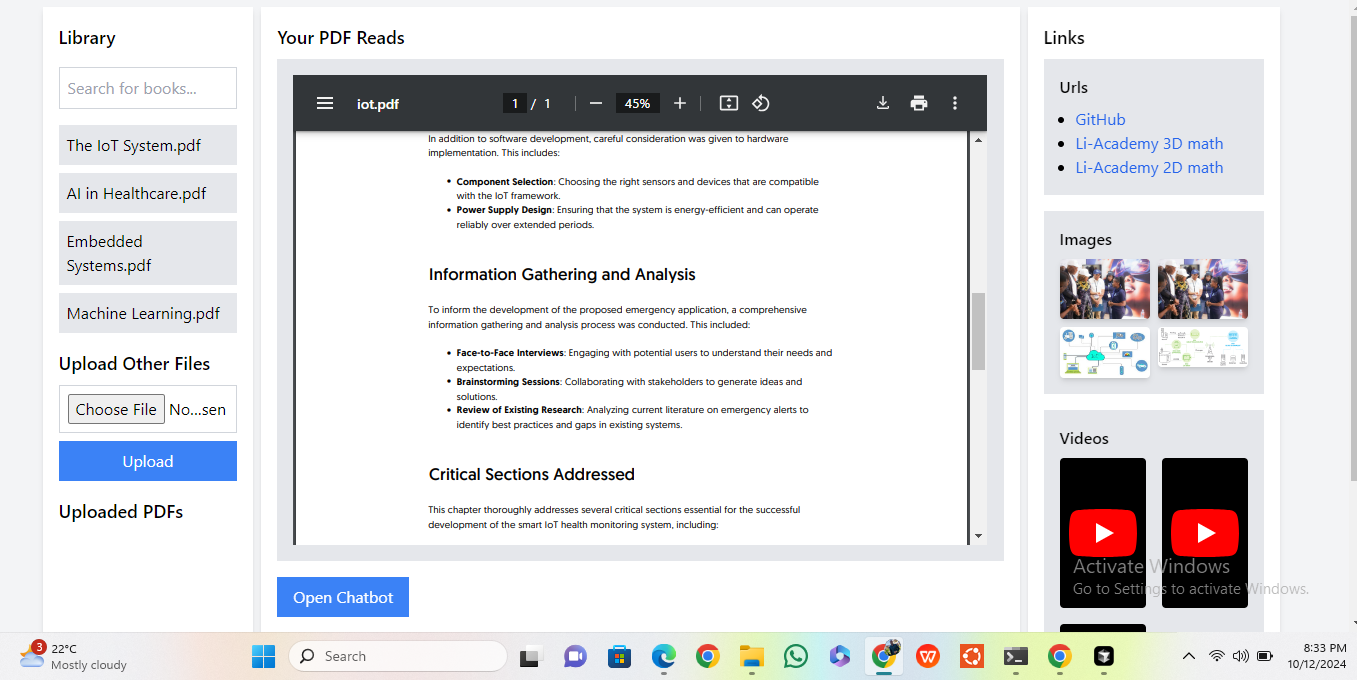 Library
Search for books...
The IoT System.pdf
AI in Healthcare.pdf
Embedded
Systems.pdf
Machine Learning.pdf
Upload Other Files
Choose File No...sen
Upload
Uploaded PDFs
Your PDF Reads
iot.pdf
1 / 1
45%
In addition to software development, careful consideration was given to hardware
implementation. This includes:
• Component Selection: Choosing the right sensors and devices that are compatible
with the IoT framework.
• Power Supply Design: Ensuring that the system is energy-efficient and can operate
reliably over extended periods.
Information Gathering and Analysis
To inform the development of the proposed emergency application, a comprehensive
information gathering and analysis process was conducted. This included:
• Face-to-Face Interviews: Engaging with potential users to understand their needs and
expectations.
• Brainstorming Sessions: Collaborating with stakeholders to generate ideas and
solutions.
• Review of Existing Research: Analyzing current literature on emergency alerts to
identify best practices and gaps in existing systems.
Critical Sections Addressed
This chapter thoroughly addresses several critical sections essential for the successful
development of the smart IoT health monitoring system, including:
Open Chatbot
Links
Urls
• GitHub
• Li-Academy 3D math
• Li-Academy 2D math
Images
Videos
Activate Windows
Go to Settings to activate Windows.
3
22°C
Mostly cloudy
Search
8:33 PM
10/12/2024